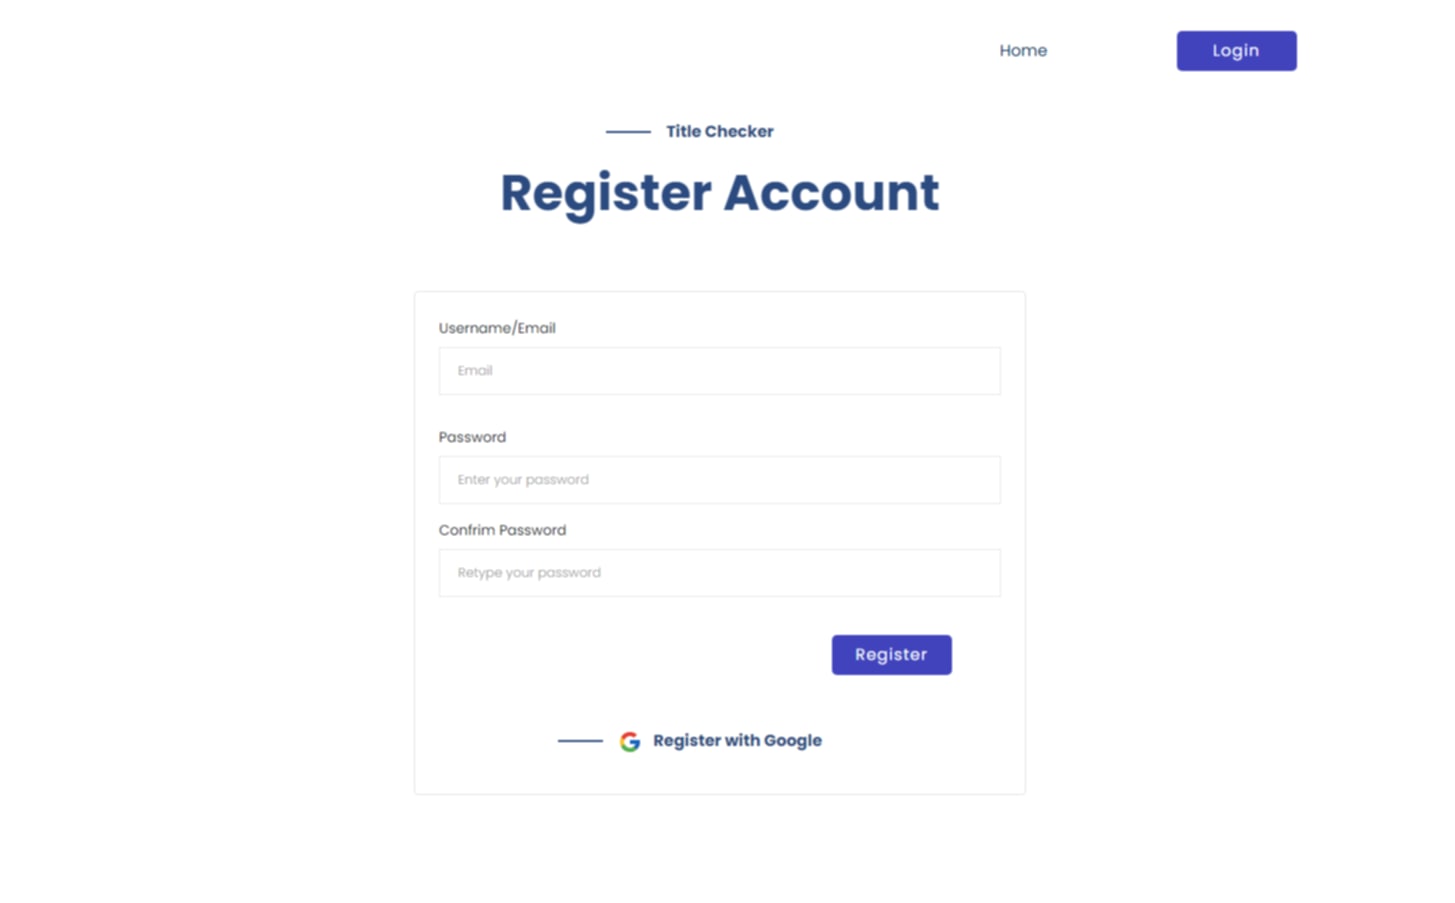 Home
Login
Title Checker
Register Account
Username/Email
Email
Password
Enter your password
Confrim Password
Retype your password
Register
Register with Google